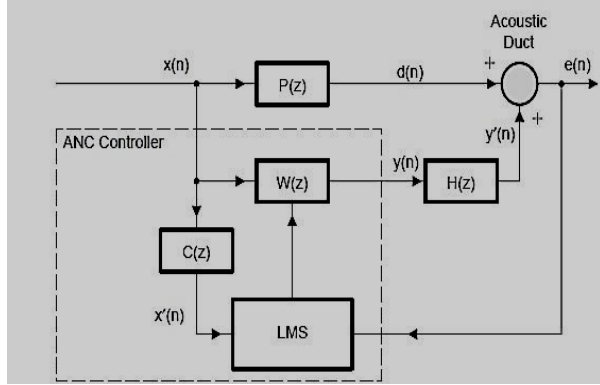 Acoustic
Duct
x(n)
P(z)
d(n)
+
e(n)
y'(n)
+
ANC Controller
W(z)
y(n)
H(z)
C(z)
x'(n)
LMS